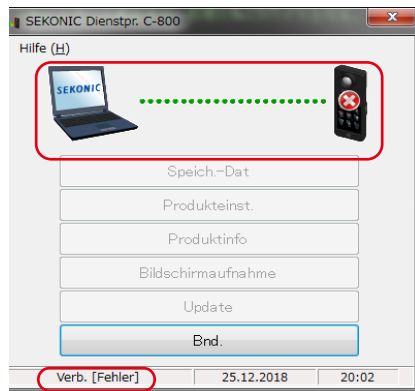 SEKONIC Dienstpr. C-800
Hilfe (H)
SEKONIC
Speich.-Dat
Produkteinst.
Produktinfo
Bildschirmaufnahme
Update
Bnd.
Verb. [Fehler] 25.12.2018 20:02